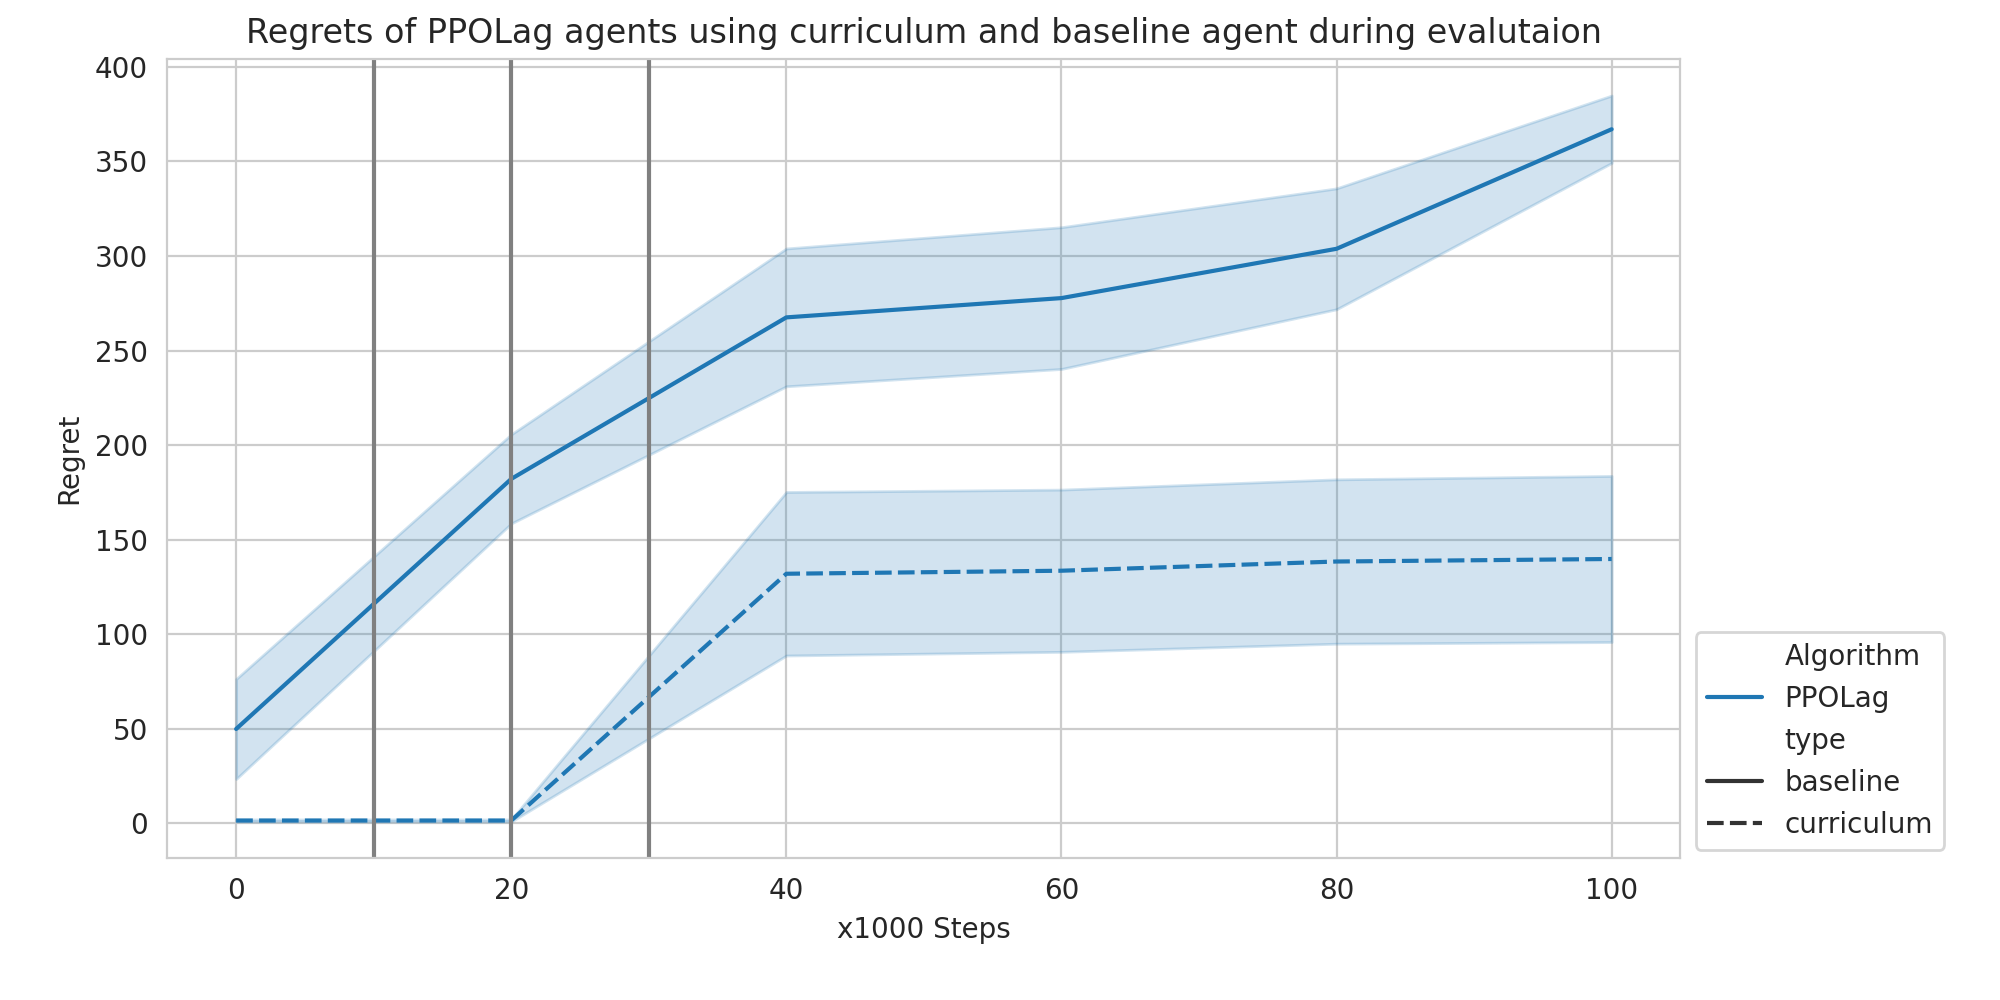 Regrets of PPOLag agents using curriculum and baseline agent during evalutaion
400
350
300
250
200
150
100
50
0
Regret
0 20 40 60 80 100
x1000 Steps
Algorithm
PPOLag
type
baseline
curriculum